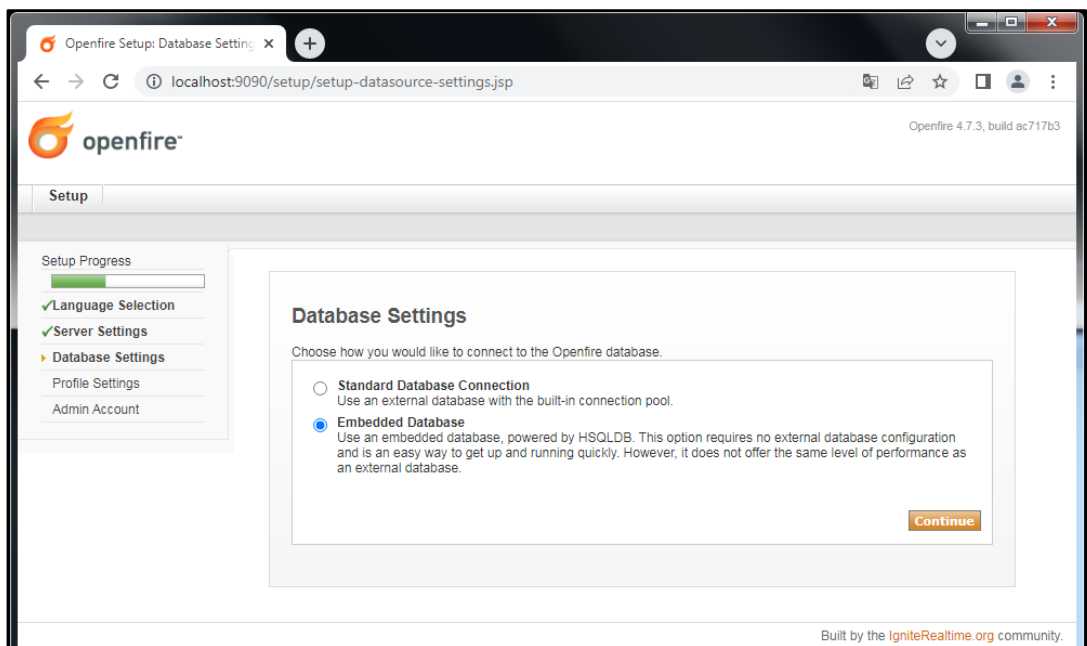 Openfire Setup: Database Setting
localhost:9090/setup/setup-datasource-settings.jsp
openfire™
Openfire 4.7.3, build ac717b3
Setup
Setup Progress
Language Selection
Server Settings
Database Settings
Profile Settings
Admin Account
Database Settings
Choose how you would like to connect to the Openfire database.
Standard Database Connection
Use an external database with the built-in connection pool.
Embedded Database
Use an embedded database, powered by HSQLDB. This option requires no external database configuration
and is an easy way to get up and running quickly. However, it does not offer the same level of performance as
an external database.
Continue
Built by the IgniteRealtime.org community.